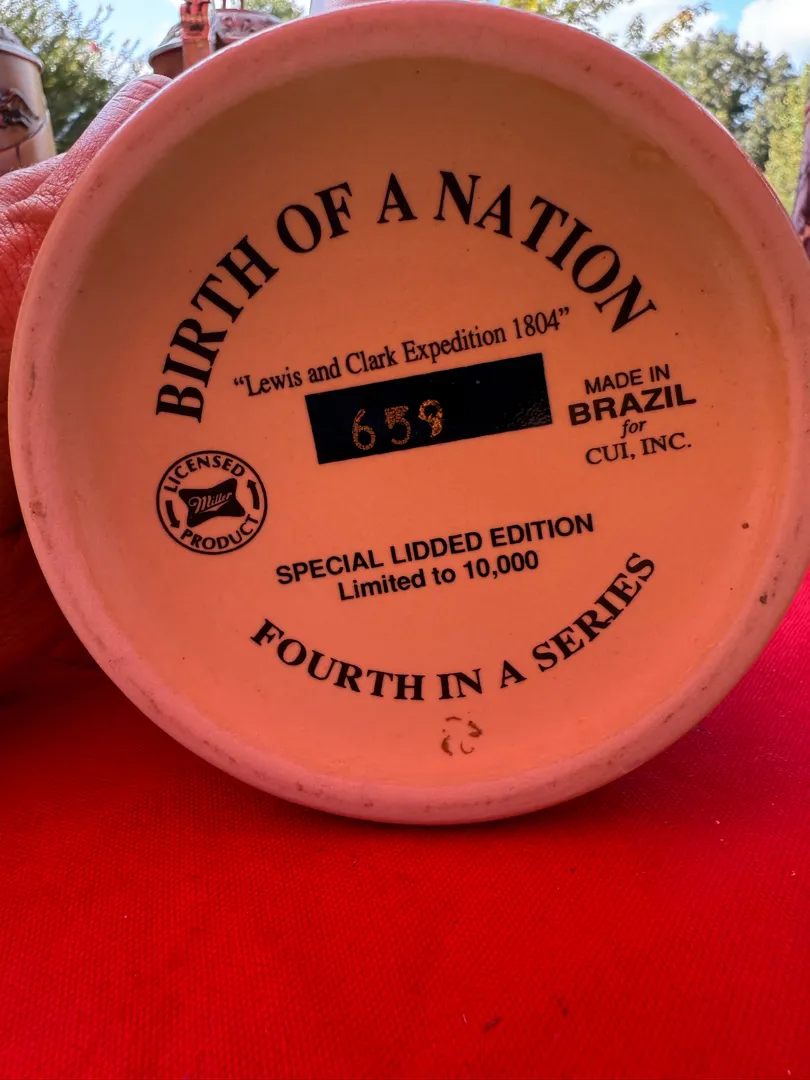 BIRTH OF A NATION
“Lewis and Clark Expedition 1804”
659
MADE IN
BRAZIL
for
CUI, INC.
LICENSED
Miller
PRODUCT
SPECIAL LIDDED EDITION
Limited to 10,000
FOURTH IN A SERIES